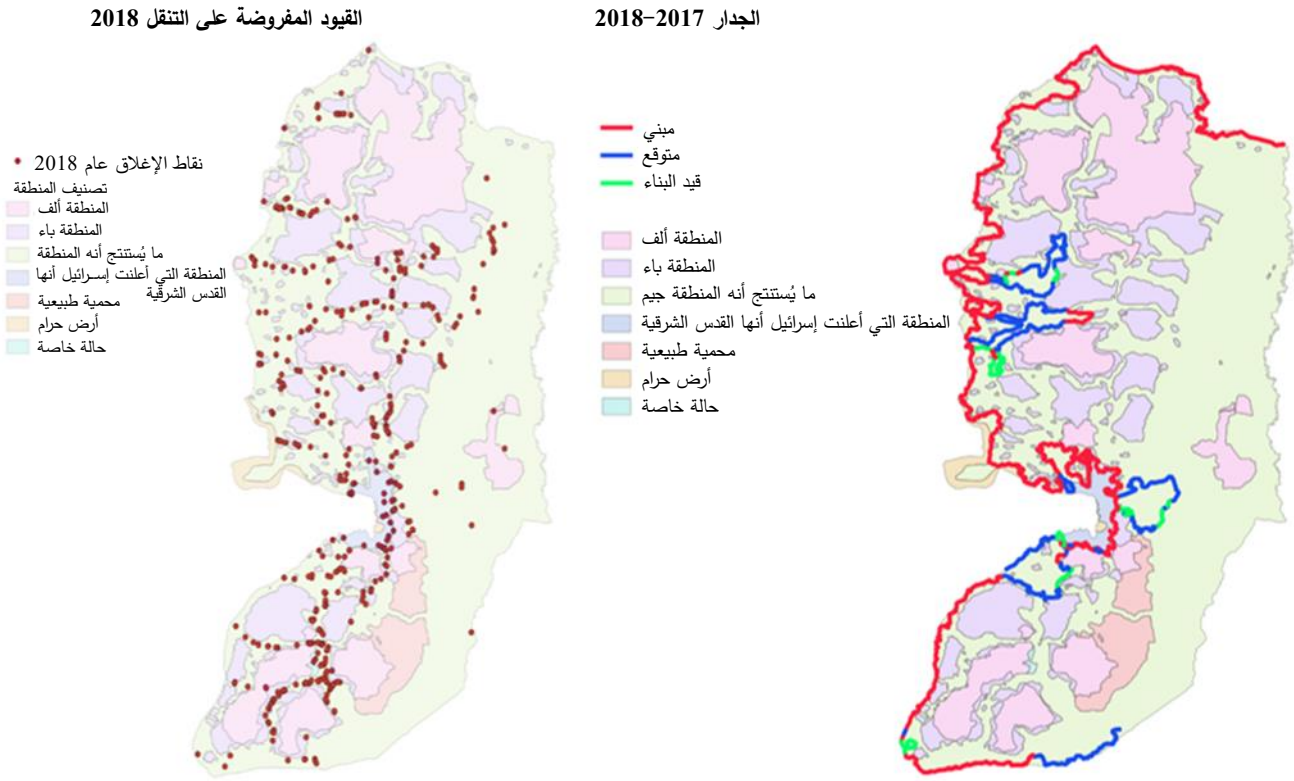 الجدار 2017-2018
مبني
متوقع
قيد البناء
المنطقة ألف
المنطقة باء
ما يُستنتج أنه المنطقة جيم
المنطقة التي أعلنت إسرائيل أنها القدس الشرقية
محمية طبيعية
أرض حرام
حالة خاصة
القيود المفروضة على التنقل 2018
نقاط الإغلاق عام 2018
تصنيف المنطقة
المنطقة ألف
المنطقة باء
ما يُستنتج أنه المنطقة
المنطقة التي أعلنت إسرائيل أنها
القدس الشرقية
محمية طبيعية
أرض حرام
حالة خاصة